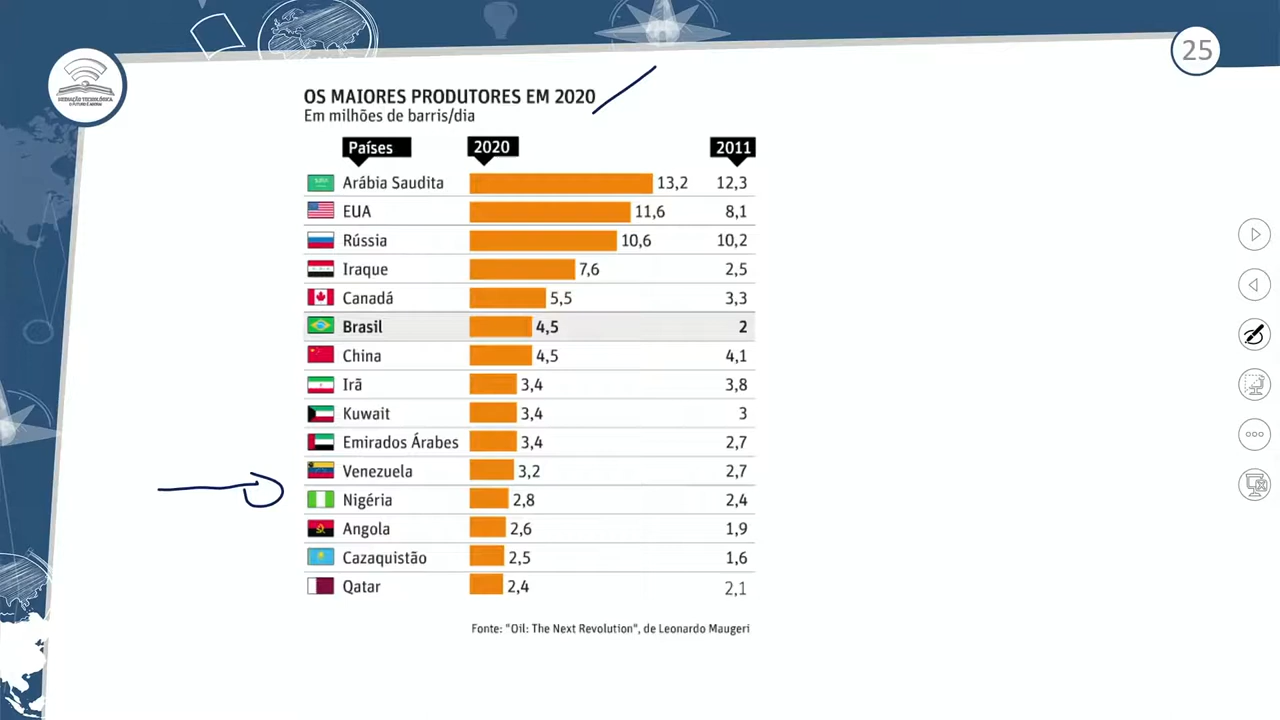 25
MEDIAÇÃO TECNOLÓGICA
O FUTURO É AGORA
OS MAIORES PRODUTORES EM 2020
Em milhões de barris/dia
Países 2020 2011
Arábia Saudita 13,2 12,3
EUA 11,6 8,1
Rússia 10,6 10,2
Iraque 7,6 2,5
Canadá 5,5 3,3
Brasil 4,5 2
China 4,5 4,1
Irã 3,4 3,8
Kuwait 3,4 3
Emirados Árabes 3,4 2,7
Venezuela 3,2 2,7
Nigéria 2,8 2,4
Angola 2,6 1,9
Cazaquistão 2,5 1,6
Qatar 2,4 2,1
Fonte: "Oil: The Next Revolution", de Leonardo Maugeri